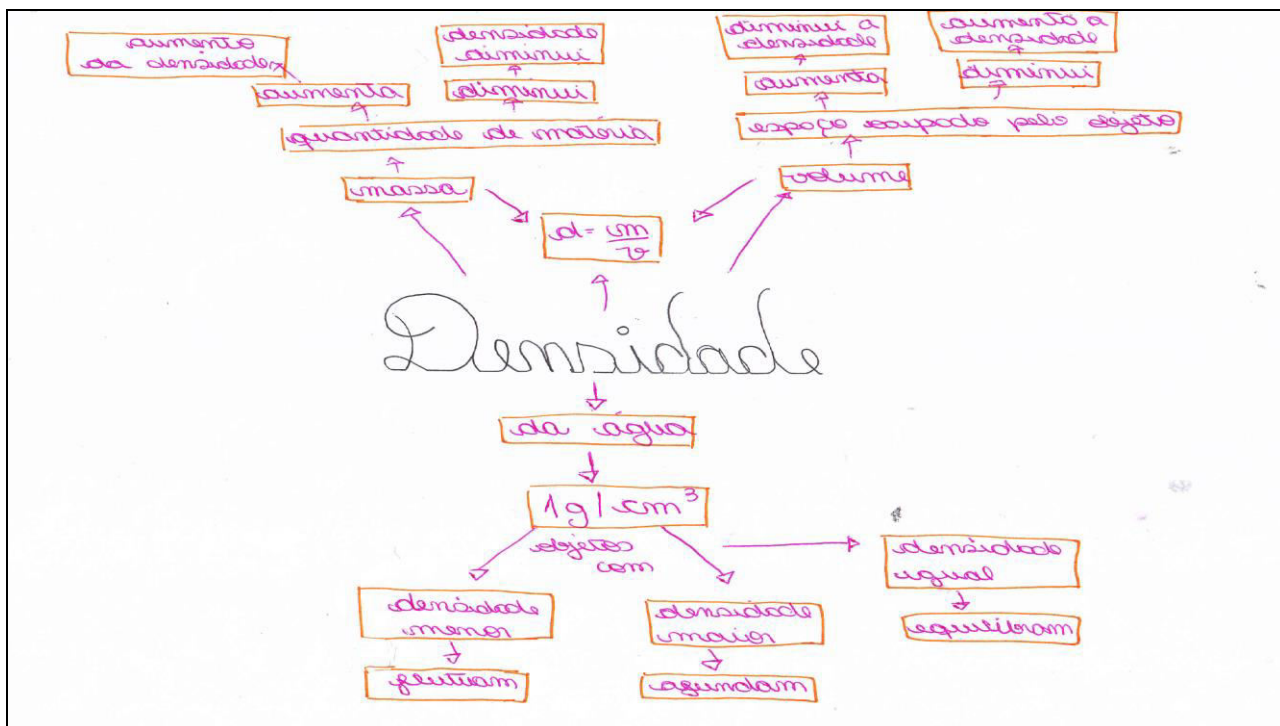 aumento
da densidade
densidade
diminui
diminui a
densidade
aumento a
densidade
aumenta
diminui
aumenta
diminui
quantidade de matéria
espaço ocupado pelo objeto
massa
volume
d = m
v
Densidade
da água
1g/cm³
objetos
com
densidade
menor
densidade
maior
densidade
igual
flutuam
afundam
equilibram